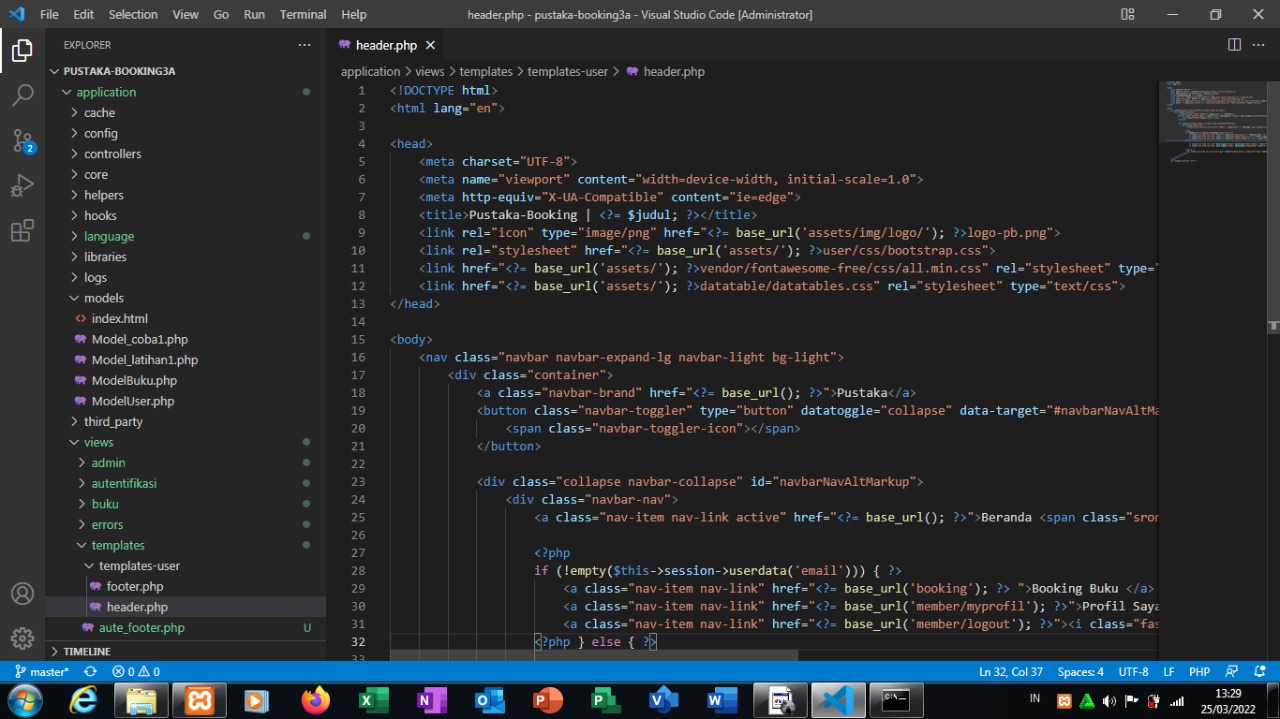 File Edit Selection View Go Run Terminal Help header.php - pustaka-booking3a - Visual Studio Code [Administrator]
EXPLORER
PUSTAKA-BOOKING3A
application
cache
config
controllers
core
helpers
hooks
language
libraries
logs
models
index.html
Model_coba1.php
Model_latihan1.php
ModelBuku.php
ModelUser.php
third_party
views
admin
autentifikasi
buku
errors
templates
templates-user
footer.php
header.php
aute_footer.php U
TIMELINE
2
header.php
application > views > templates > templates-user > header.php
1 <!DOCTYPE html>
2 <html lang="en">
3
4 <head>
5 <meta charset="UTF-8">
6 <meta name="viewport" content="width=device-width, initial-scale=1.0">
7 <meta http-equiv="X-UA-Compatible" content="ie=edge">
8 <title>Pustaka-Booking | <?= $judul; ?></title>
9 <link rel="icon" type="image/png" href="<?= base_url('assets/img/logo/'); ?>logo-pb.png">
10 <link rel="stylesheet" href="<?= base_url('assets/'); ?>user/css/bootstrap.css">
11 <link href="<?= base_url('assets/'); ?>vendor/fontawesome-free/css/all.min.css" rel="stylesheet" type="
12 <link href="<?= base_url('assets/'); ?>datatable/datatables.css" rel="stylesheet" type="text/css">
13 </head>
14
15 <body>
16 <nav class="navbar navbar-expand-lg navbar-light bg-light">
17 <div class="container">
18 <a class="navbar-brand" href="<?= base_url(); ?>">Pustaka</a>
19 <button class="navbar-toggler" type="button" datatoggle="collapse" data-target="#navbarNavAltMa
20 <span class="navbar-toggler-icon"></span>
21 </button>
22
23 <div class="collapse navbar-collapse" id="navbarNavAltMarkup">
24 <div class="navbar-nav">
25 <a class="nav-item nav-link active" href="<?= base_url(); ?>">Beranda <span class="sron
26
27 <?php
28 if (!empty($this->session->userdata('email'))) { ?>
29 <a class="nav-item nav-link" href="<?= base_url('booking'); ?> ">Booking Buku </a>
30 <a class="nav-item nav-link" href="<?= base_url('member/myprofil'); ?>">Profil Saya
31 <a class="nav-item nav-link" href="<?= base_url('member/logout'); ?>"><i class="fas
32 <?php } else { ?>
33
master* 0 0 Ln 32, Col 37 Spaces: 4 UTF-8 LF PHP
IN 13:29
25/03/2022